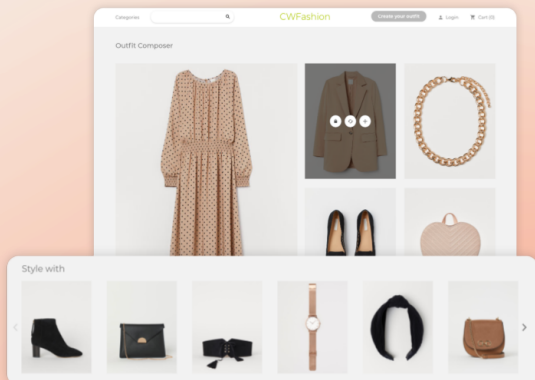 Categories
CWFashion
Create your outfit
Login
Cart (0)
Outfit Composer
Style with